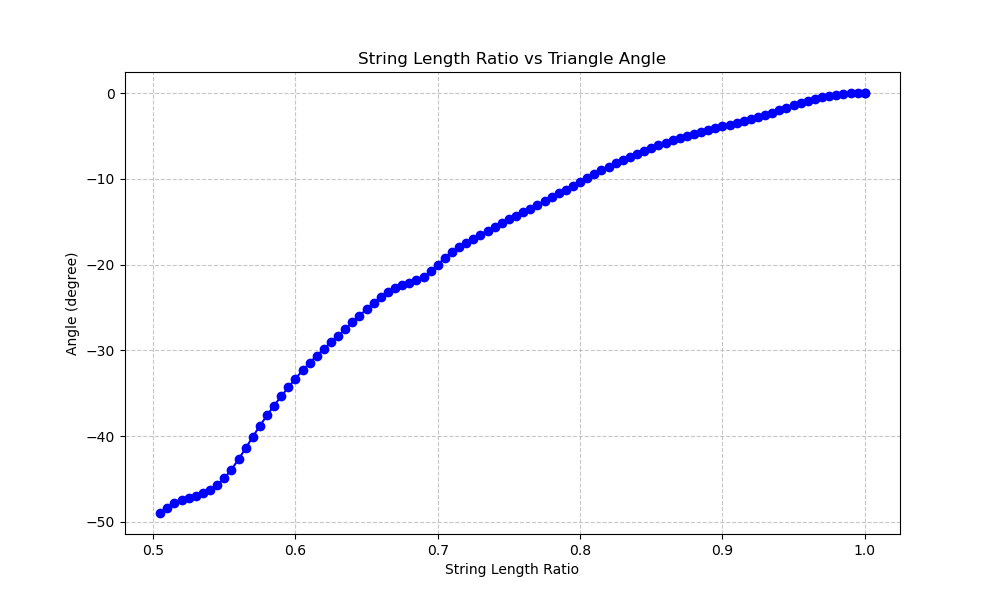 String Length Ratio vs Triangle Angle
0
−10
−20
−30
−40
−50
Angle (degree)
0.5 0.6 0.7 0.8 0.9 1.0
String Length Ratio